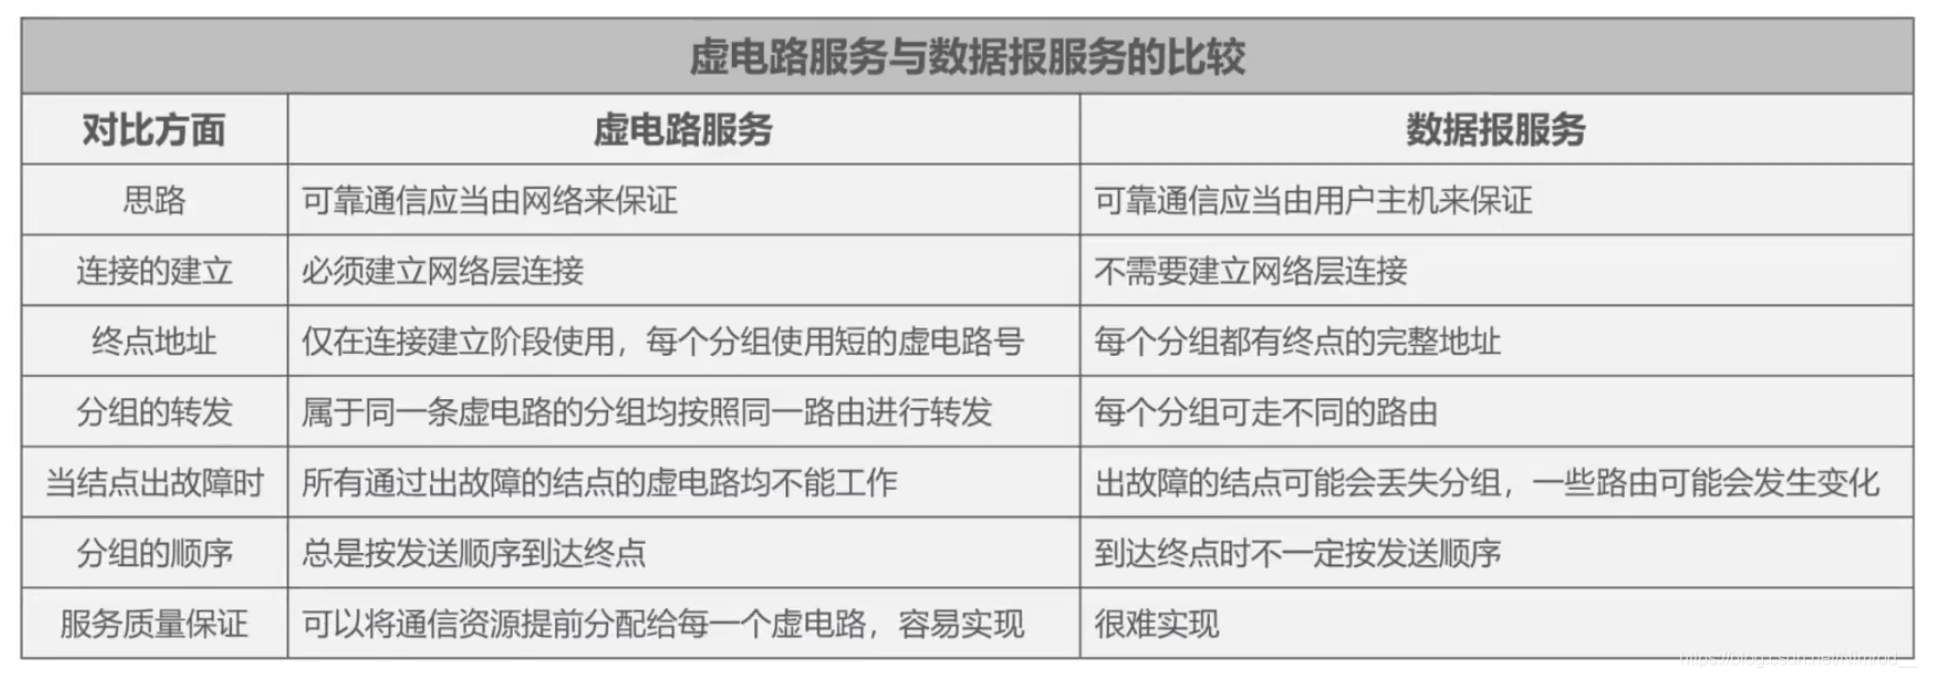 虚电路服务与数据报服务的比较
对比方面 虚电路服务 数据报服务
思路 可靠通信应当由网络来保证 可靠通信应当由用户主机来保证
连接的建立 必须建立网络层连接 不需要建立网络层连接
终点地址 仅在连接建立阶段使用，每个分组使用短的虚电路号 每个分组都有终点的完整地址
分组的转发 属于同一条虚电路的分组均按照同一路由进行转发 每个分组可走不同的路由
当结点出故障时 所有通过出故障的结点的虚电路均不能工作 出故障的结点可能会丢失分组，一些路由可能会发生变化
分组的顺序 总是按发送顺序到达终点 到达终点时不一定按发送顺序
服务质量保证 可以将通信资源提前分配给每一个虚电路，容易实现 很难实现
https://blog.csdn.net/Nimrod__